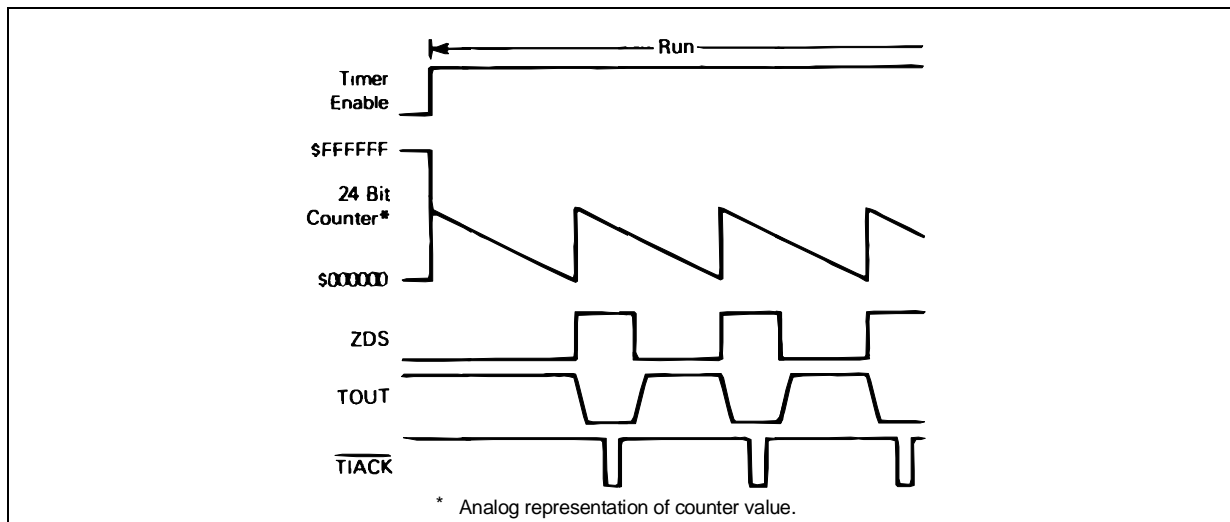 Run
Timer
Enable
$FFFFFF
24 Bit
Counter*
$000000
ZDS
TOUT
TIACK
* Analog representation of counter value.